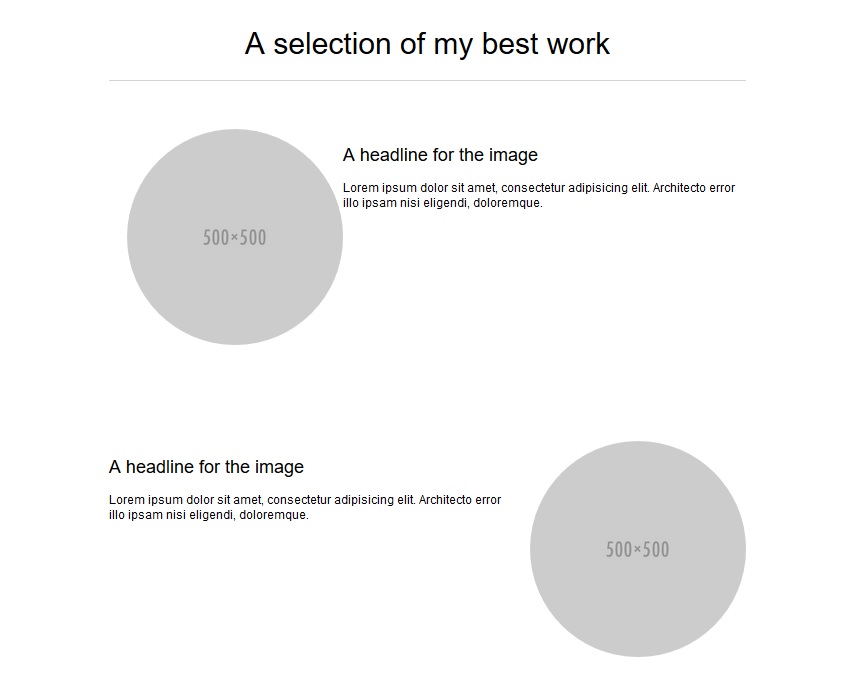 A selection of my best work
A headline for the image
Lorem ipsum dolor sit amet, consectetur adipisicing elit. Architecto error
illo ipsam nisi eligendi, doloremque.
500×500
A headline for the image
Lorem ipsum dolor sit amet, consectetur adipisicing elit. Architecto error
illo ipsam nisi eligendi, doloremque.
500×500